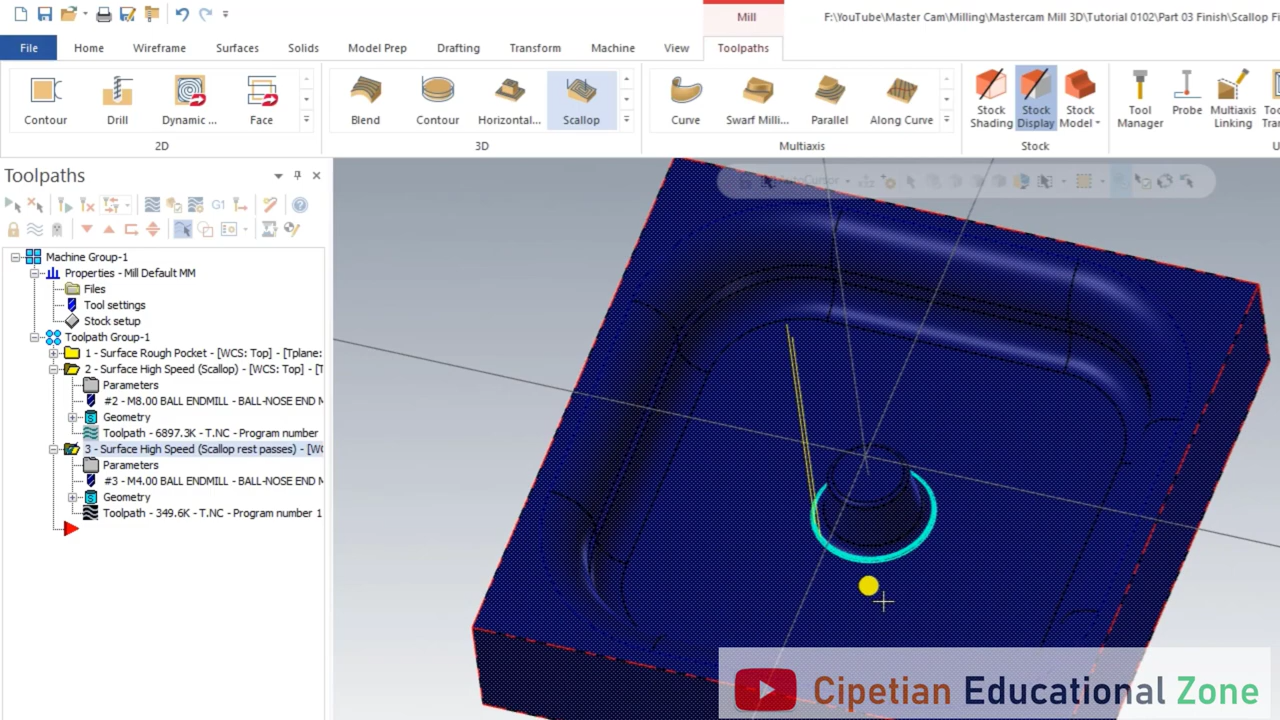 Mill
F:\YouTube\Master Cam\Milling\Mastercam Mill 3D\Tutorial 0102\Part 03 Finish\Scallop Fi
File Home Wireframe Surfaces Solids Model Prep Drafting Transform Machine View Toolpaths
Contour Drill Dynamic ... Face Blend Contour Horizontal... Scallop Curve Swarf Milli... Parallel Along Curve Stock Shading Stock Display Stock Model Tool Manager Probe Multiaxis Linking
2D 3D Multiaxis Stock
Toolpaths
G1
Machine Group-1
Properties - Mill Default MM
Files
Tool settings
Stock setup
Toolpath Group-1
1 - Surface Rough Pocket - [WCS: Top] - [Tplane:
2 - Surface High Speed (Scallop) - [WCS: Top] - [T
Parameters
#2 - M8.00 BALL ENDMILL - BALL-NOSE END M
Geometry
Toolpath - 6897.3K - T.NC - Program number
3 - Surface High Speed (Scallop rest passes) - [WC
Parameters
#3 - M4.00 BALL ENDMILL - BALL-NOSE END M
Geometry
Toolpath - 349.6K - T.NC - Program number 1
Cipetian Educational Zone